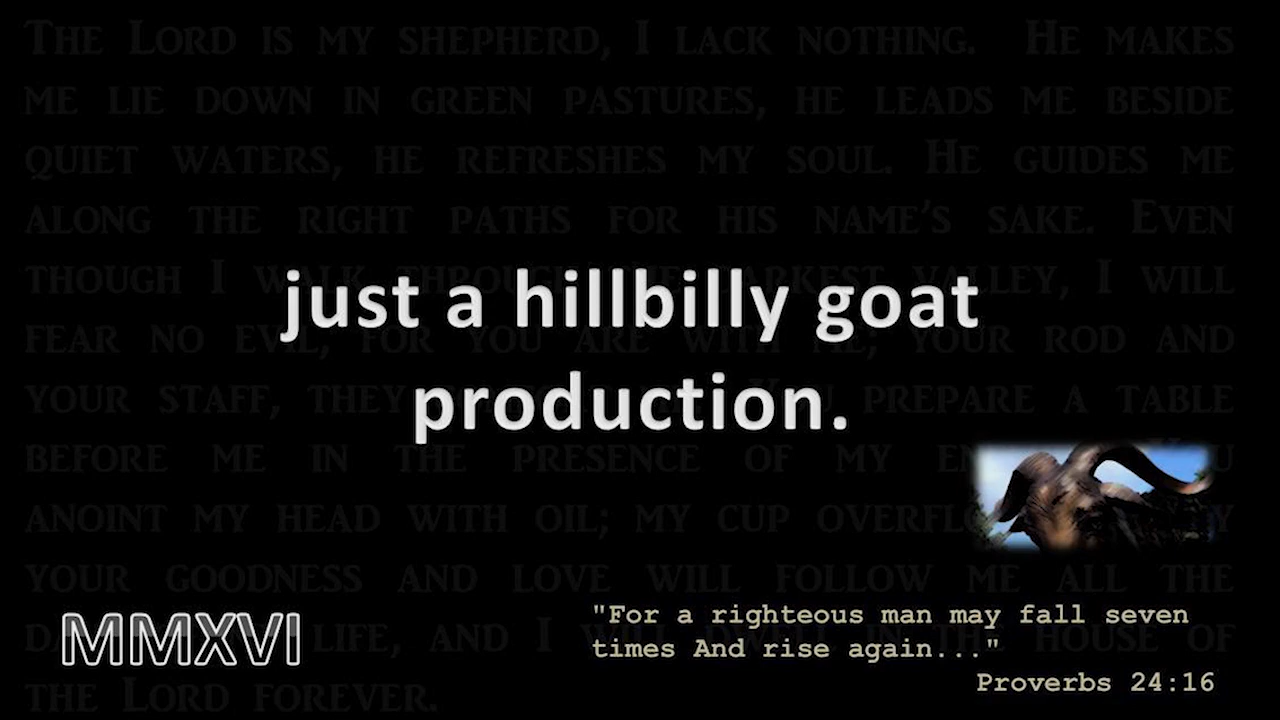 THE LORD IS MY SHEPHERD, I LACK NOTHING. HE MAKES
ME LIE DOWN IN GREEN PASTURES, HE LEADS ME BESIDE
QUIET WATERS, HE REFRESHES MY SOUL. HE GUIDES ME
ALONG THE RIGHT PATHS FOR HIS NAME'S SAKE. EVEN
THOUGH I WALK THROUGH THE DARKEST VALLEY, I WILL
just a hillbilly goat
FEAR NO EVIL, FOR YOU ARE WITH ME; YOUR ROD AND
YOUR STAFF, THEY PREPARE A TABLE
production.
BEFORE ME IN THE PRESENCE OF MY
ANOINT MY HEAD WITH OIL; MY CUP
YOUR GOODNESS AND LOVE WILL FOLLOW ME ALL THE
LIFE, AND I HOUSE OF
THE LORD FOREVER.
MMXVI
"For a righteous man may fall seven
times And rise again..."
Proverbs 24:16